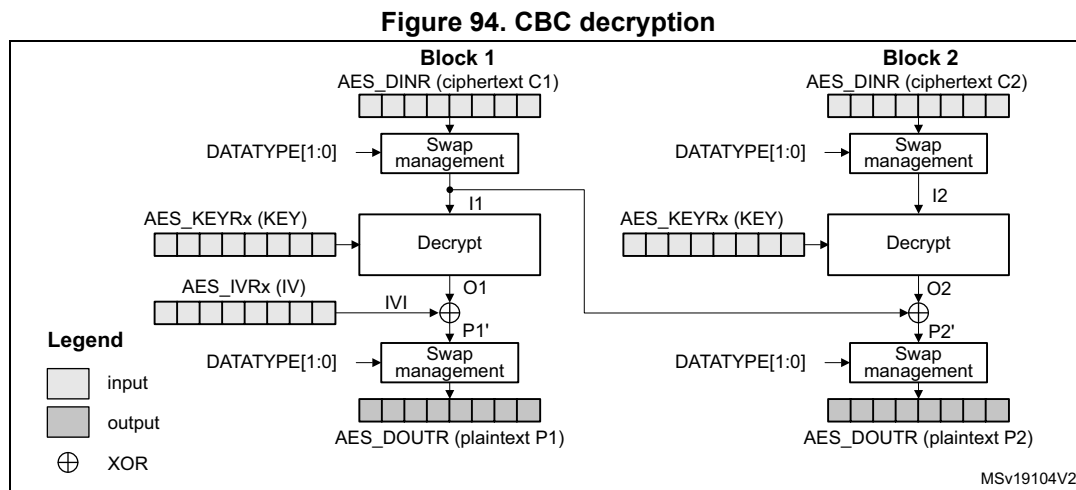 Figure 94. CBC decryption
Block 1
Block 2
AES_DINR (ciphertext C1)
AES_DINR (ciphertext C2)
DATATYPE[1:0]
Swap
management
DATATYPE[1:0]
Swap
management
I1
I2
AES_KEYRx (KEY)
Decrypt
AES_KEYRx (KEY)
Decrypt
AES_IVRx (IV)
IVI
O1
O2
P1'
P2'
Legend
input
output
XOR
DATATYPE[1:0]
Swap
management
DATATYPE[1:0]
Swap
management
AES_DOUTR (plaintext P1)
AES_DOUTR (plaintext P2)
MSv19104V2